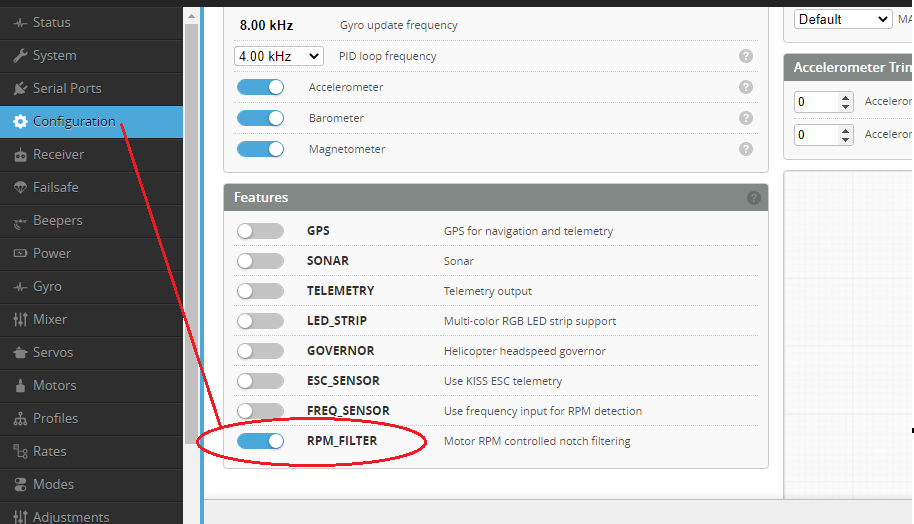 Status
System
Serial Ports
Configuration
Receiver
Failsafe
Beepers
Power
Gyro
Mixer
Servos
Motors
Profiles
Rates
Modes
Adjustments
8.00 kHz Gyro update frequency
4.00 kHz PID loop frequency ?
Accelerometer ?
Barometer ?
Magnetometer ?
Features ?
GPS GPS for navigation and telemetry
SONAR Sonar
TELEMETRY Telemetry output
LED_STRIP Multi-color RGB LED strip support
GOVERNOR Helicopter headspeed governor
ESC_SENSOR Use KISS ESC telemetry
FREQ_SENSOR Use frequency input for RPM detection
RPM_FILTER Motor RPM controlled notch filtering
Default MA
Accelerometer Trim
0 Acceleror
0 Acceleror